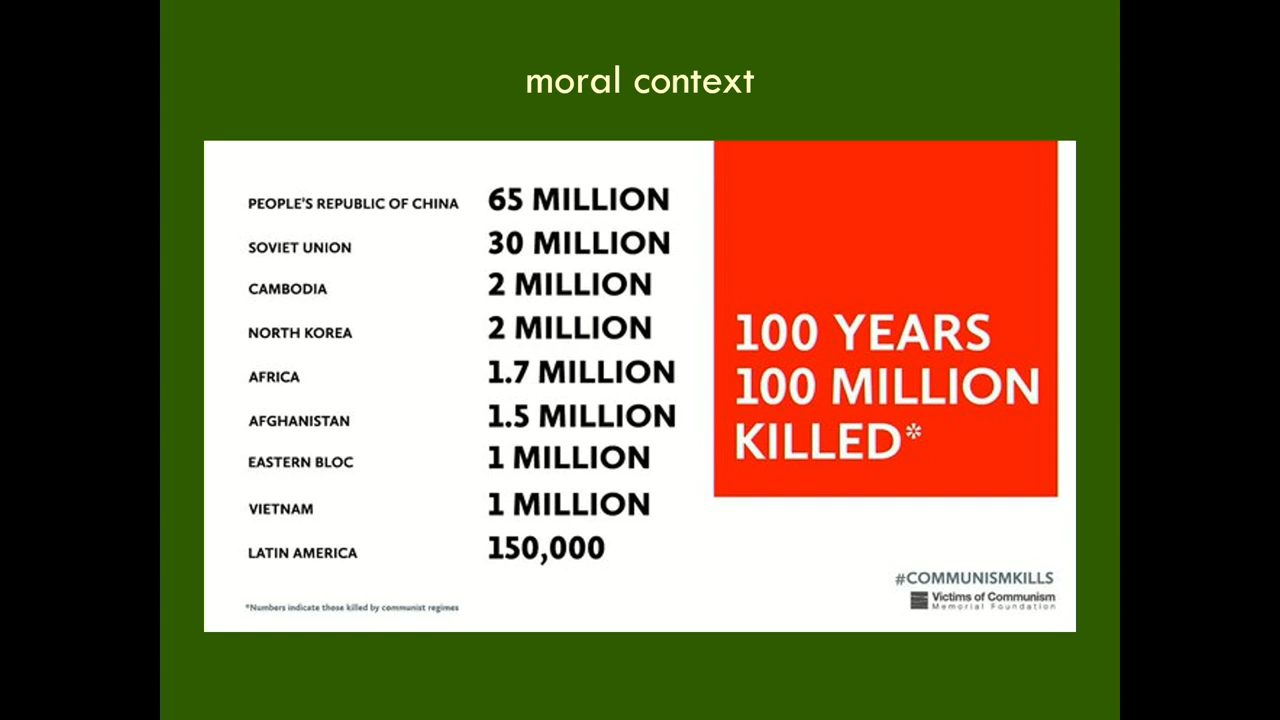 moral context
PEOPLE'S REPUBLIC OF CHINA 65 MILLION
SOVIET UNION 30 MILLION
CAMBODIA 2 MILLION
NORTH KOREA 2 MILLION
AFRICA 1.7 MILLION
AFGHANISTAN 1.5 MILLION
EASTERN BLOC 1 MILLION
VIETNAM 1 MILLION
LATIN AMERICA 150,000
*Numbers indicate those killed by communist regimes
100 YEARS
100 MILLION
KILLED*
#COMMUNISMKILLS
Victims of Communism
Memorial Foundation